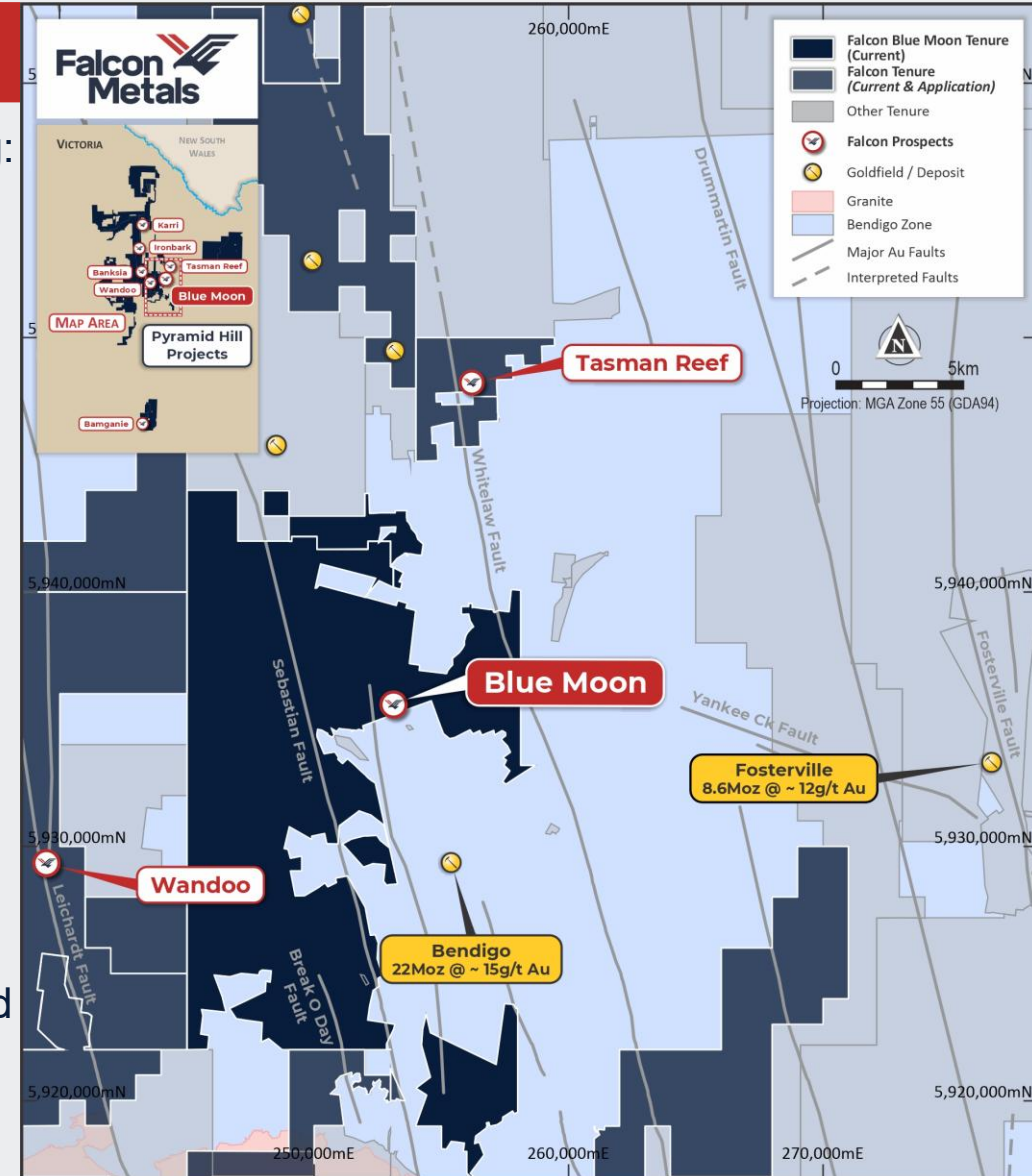 Falcon
Metals
VICTORIA
NEW SOUTH
WALES
Karri
Ironbark
Banksia
Tasman Reef
Wandoo
Blue Moon
MAP AREA
Pyramid Hill
Projects
Bamganie
260,000mE
Falcon Blue Moon Tenure
(Current)
Falcon Tenure
(Current & Application)
Other Tenure
Falcon Prospects
Goldfield / Deposit
Granite
Bendigo Zone
Major Au Faults
Interpreted Faults
N
0 5km
Projection: MGA Zone 55 (GDA94)
Drummartin Fault
Tasman Reef
Whitelaw Fault
5,940,000mN
5,940,000mN
Sebastian Fault
Blue Moon
Fosterville Fault
Yankee Ck Fault
Fosterville
8.6Moz @ ~ 12g/t Au
5,930,000mN
5,930,000mN
Wandoo
Leichardt Fault
Bendigo
22Moz @ ~ 15g/t Au
Break O Day
Fault
5,920,000mN
5,920,000mN
250,000mE
260,000mE
270,000mE